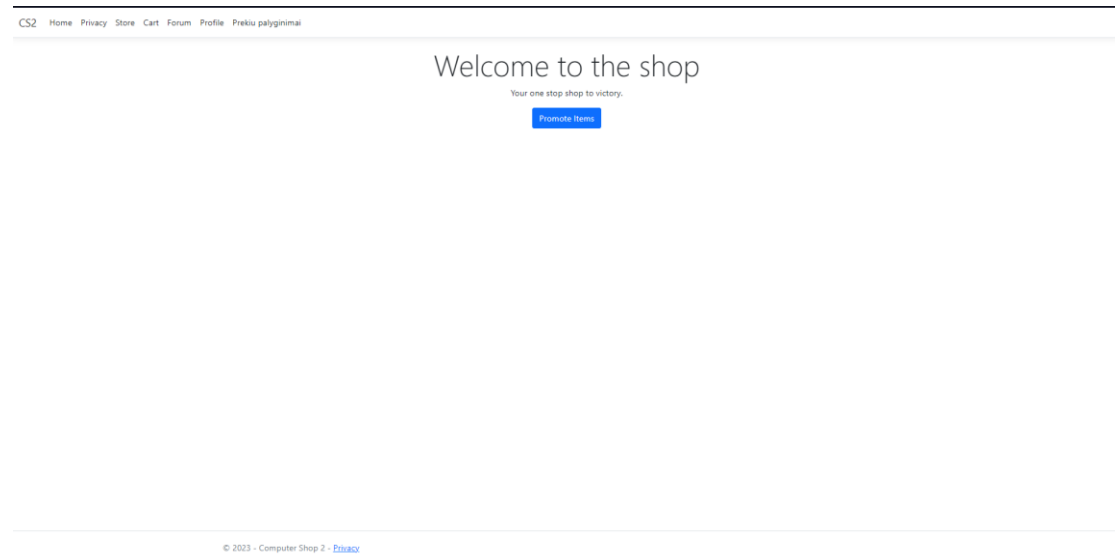 CS2 Home Privacy Store Cart Forum Profile Prekiu palyginimai
Welcome to the shop
Your one stop shop to victory.
Promote Items
© 2023 - Computer Shop 2 - Privacy